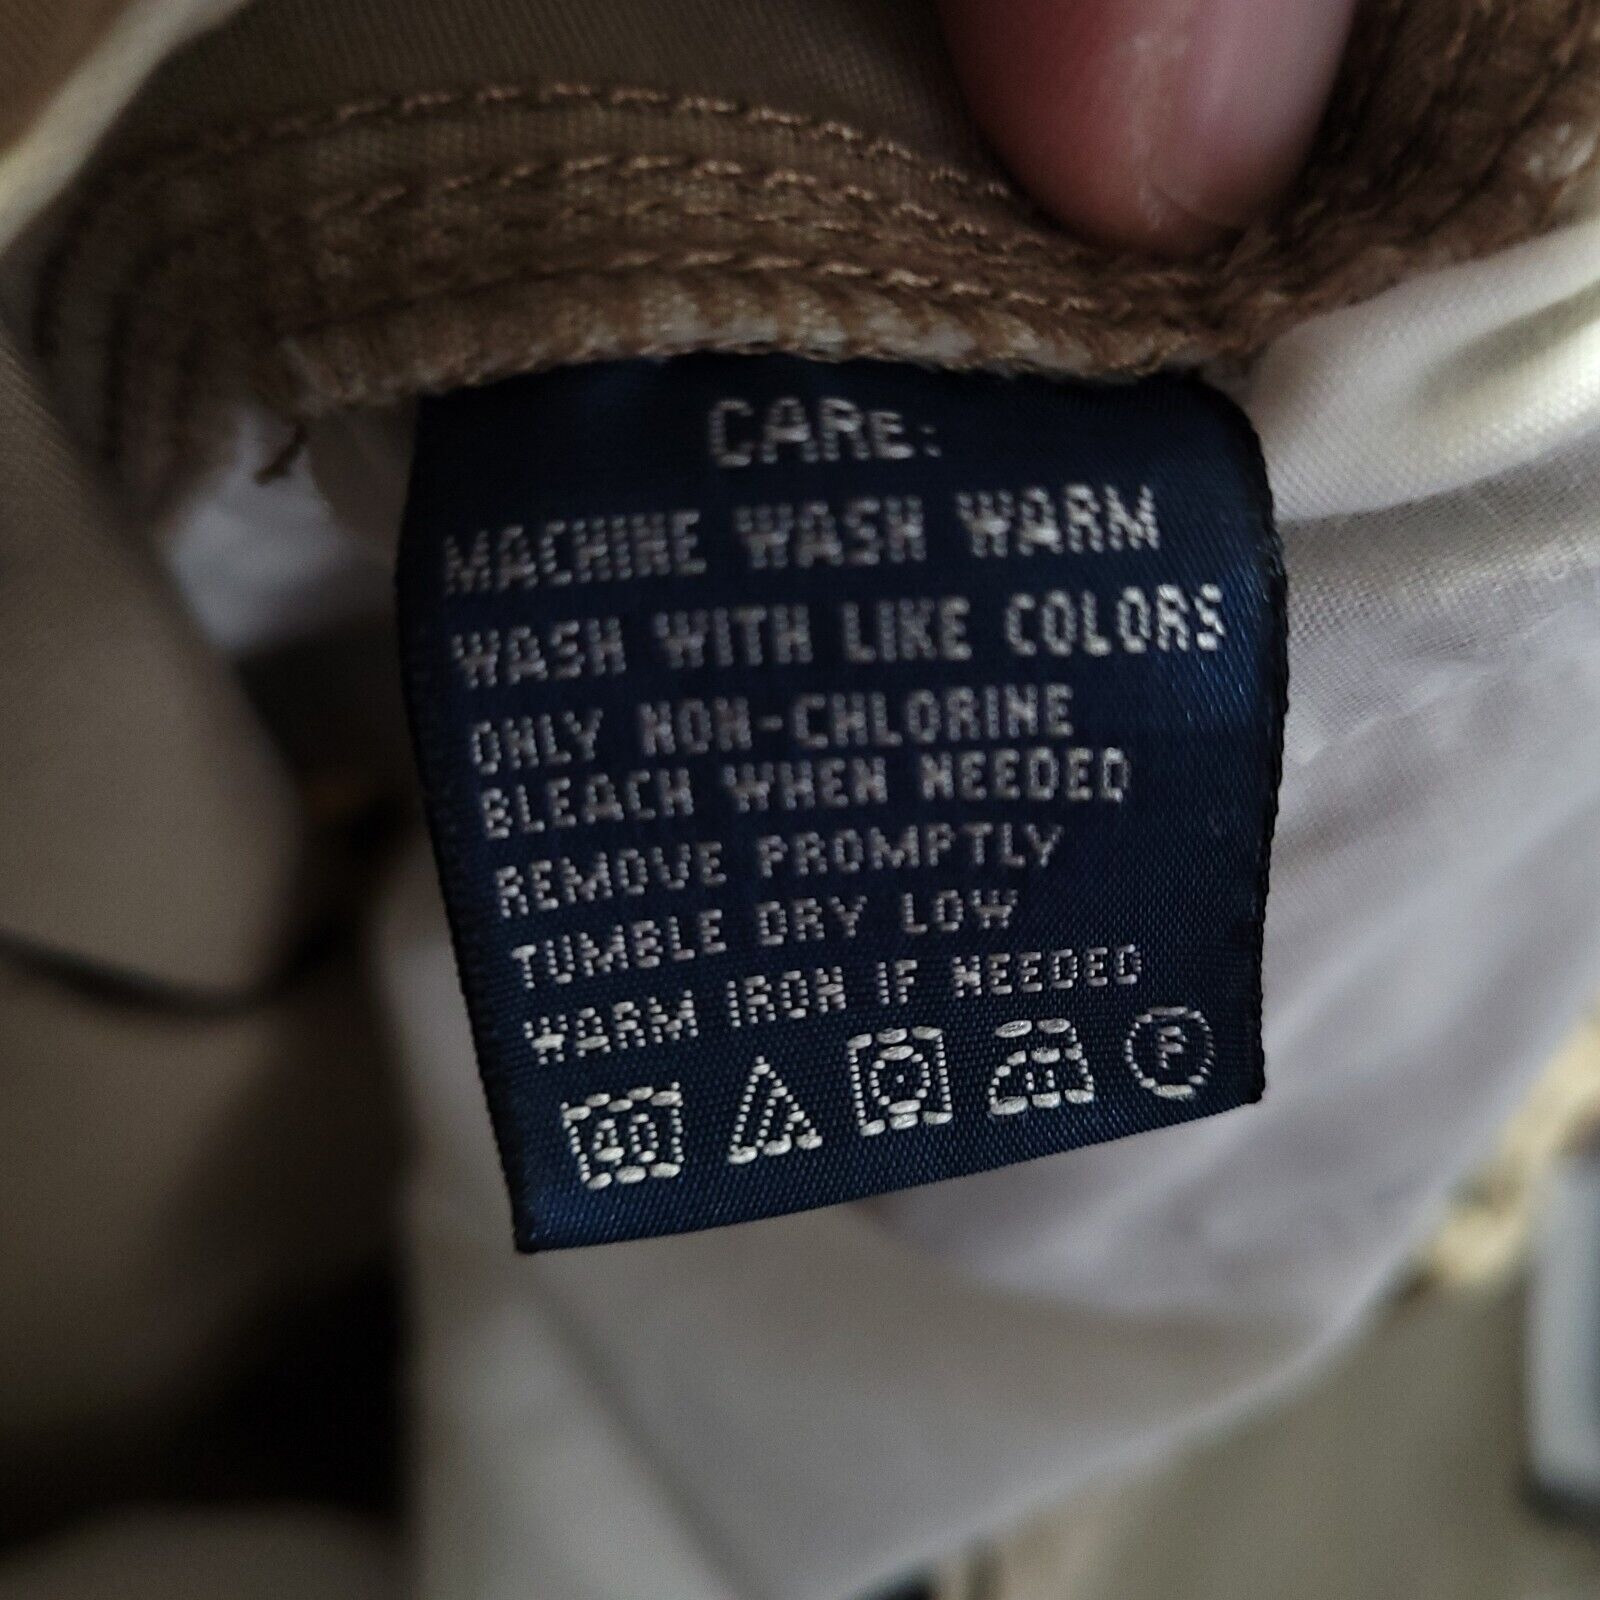 CARE:
MACHINE WASH WARM
WASH WITH LIKE COLORS
ONLY NON-CHLORINE
BLEACH WHEN NEEDED
REMOVE PROMPTLY
TUMBLE DRY LOW
WARM IRON IF NEEDED
40 F